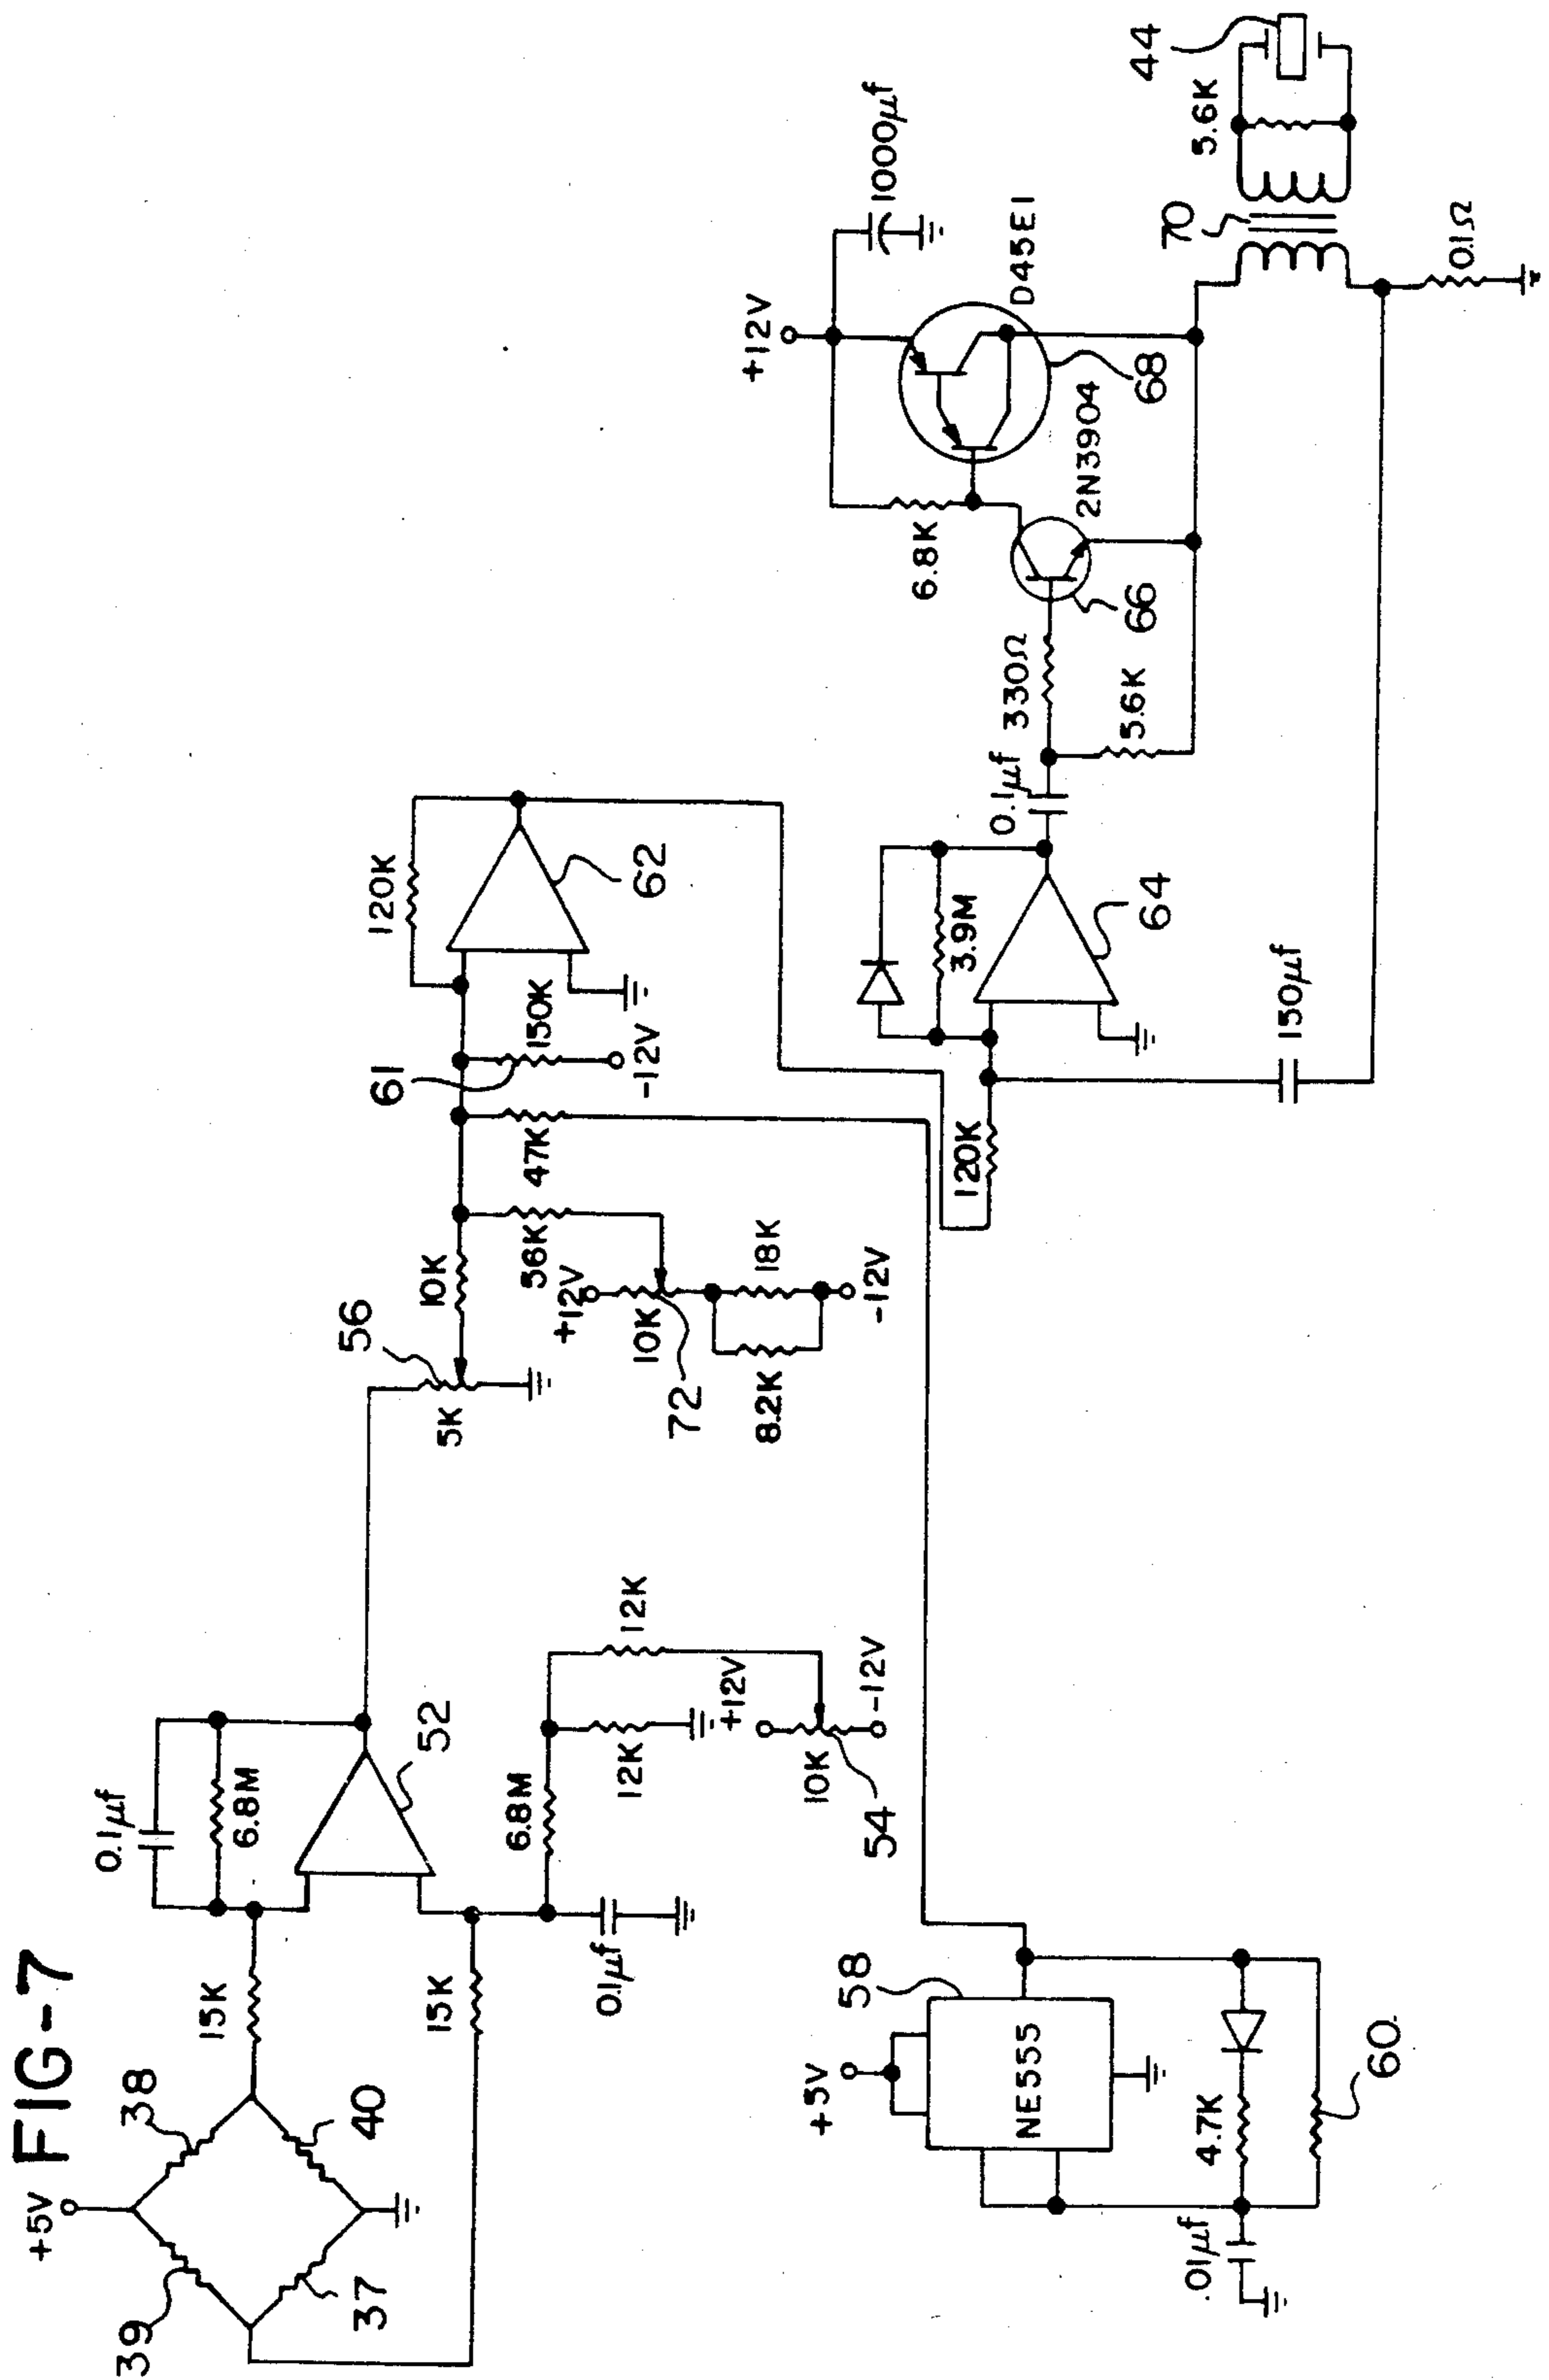 FIG-7
+5V
38
39
40
37
15K
15K
0.1μf
6.8M
52
6.8M
0.1μf
12K
12K
+12V
10K
-12V
54
56
5K
10K
56K
+12V
10K
72
18K
8.2K
-12V
47K
61
150K
-12V
120K
62
+5V
58
NE555
4.7K
60
.01μf
120K
3.9M
64
150μf
0.1μf
330Ω
5.6K
66
2N3904
6.8K
+12V
1000μf
D45E1
68
70
5.6K
44
0.1Ω